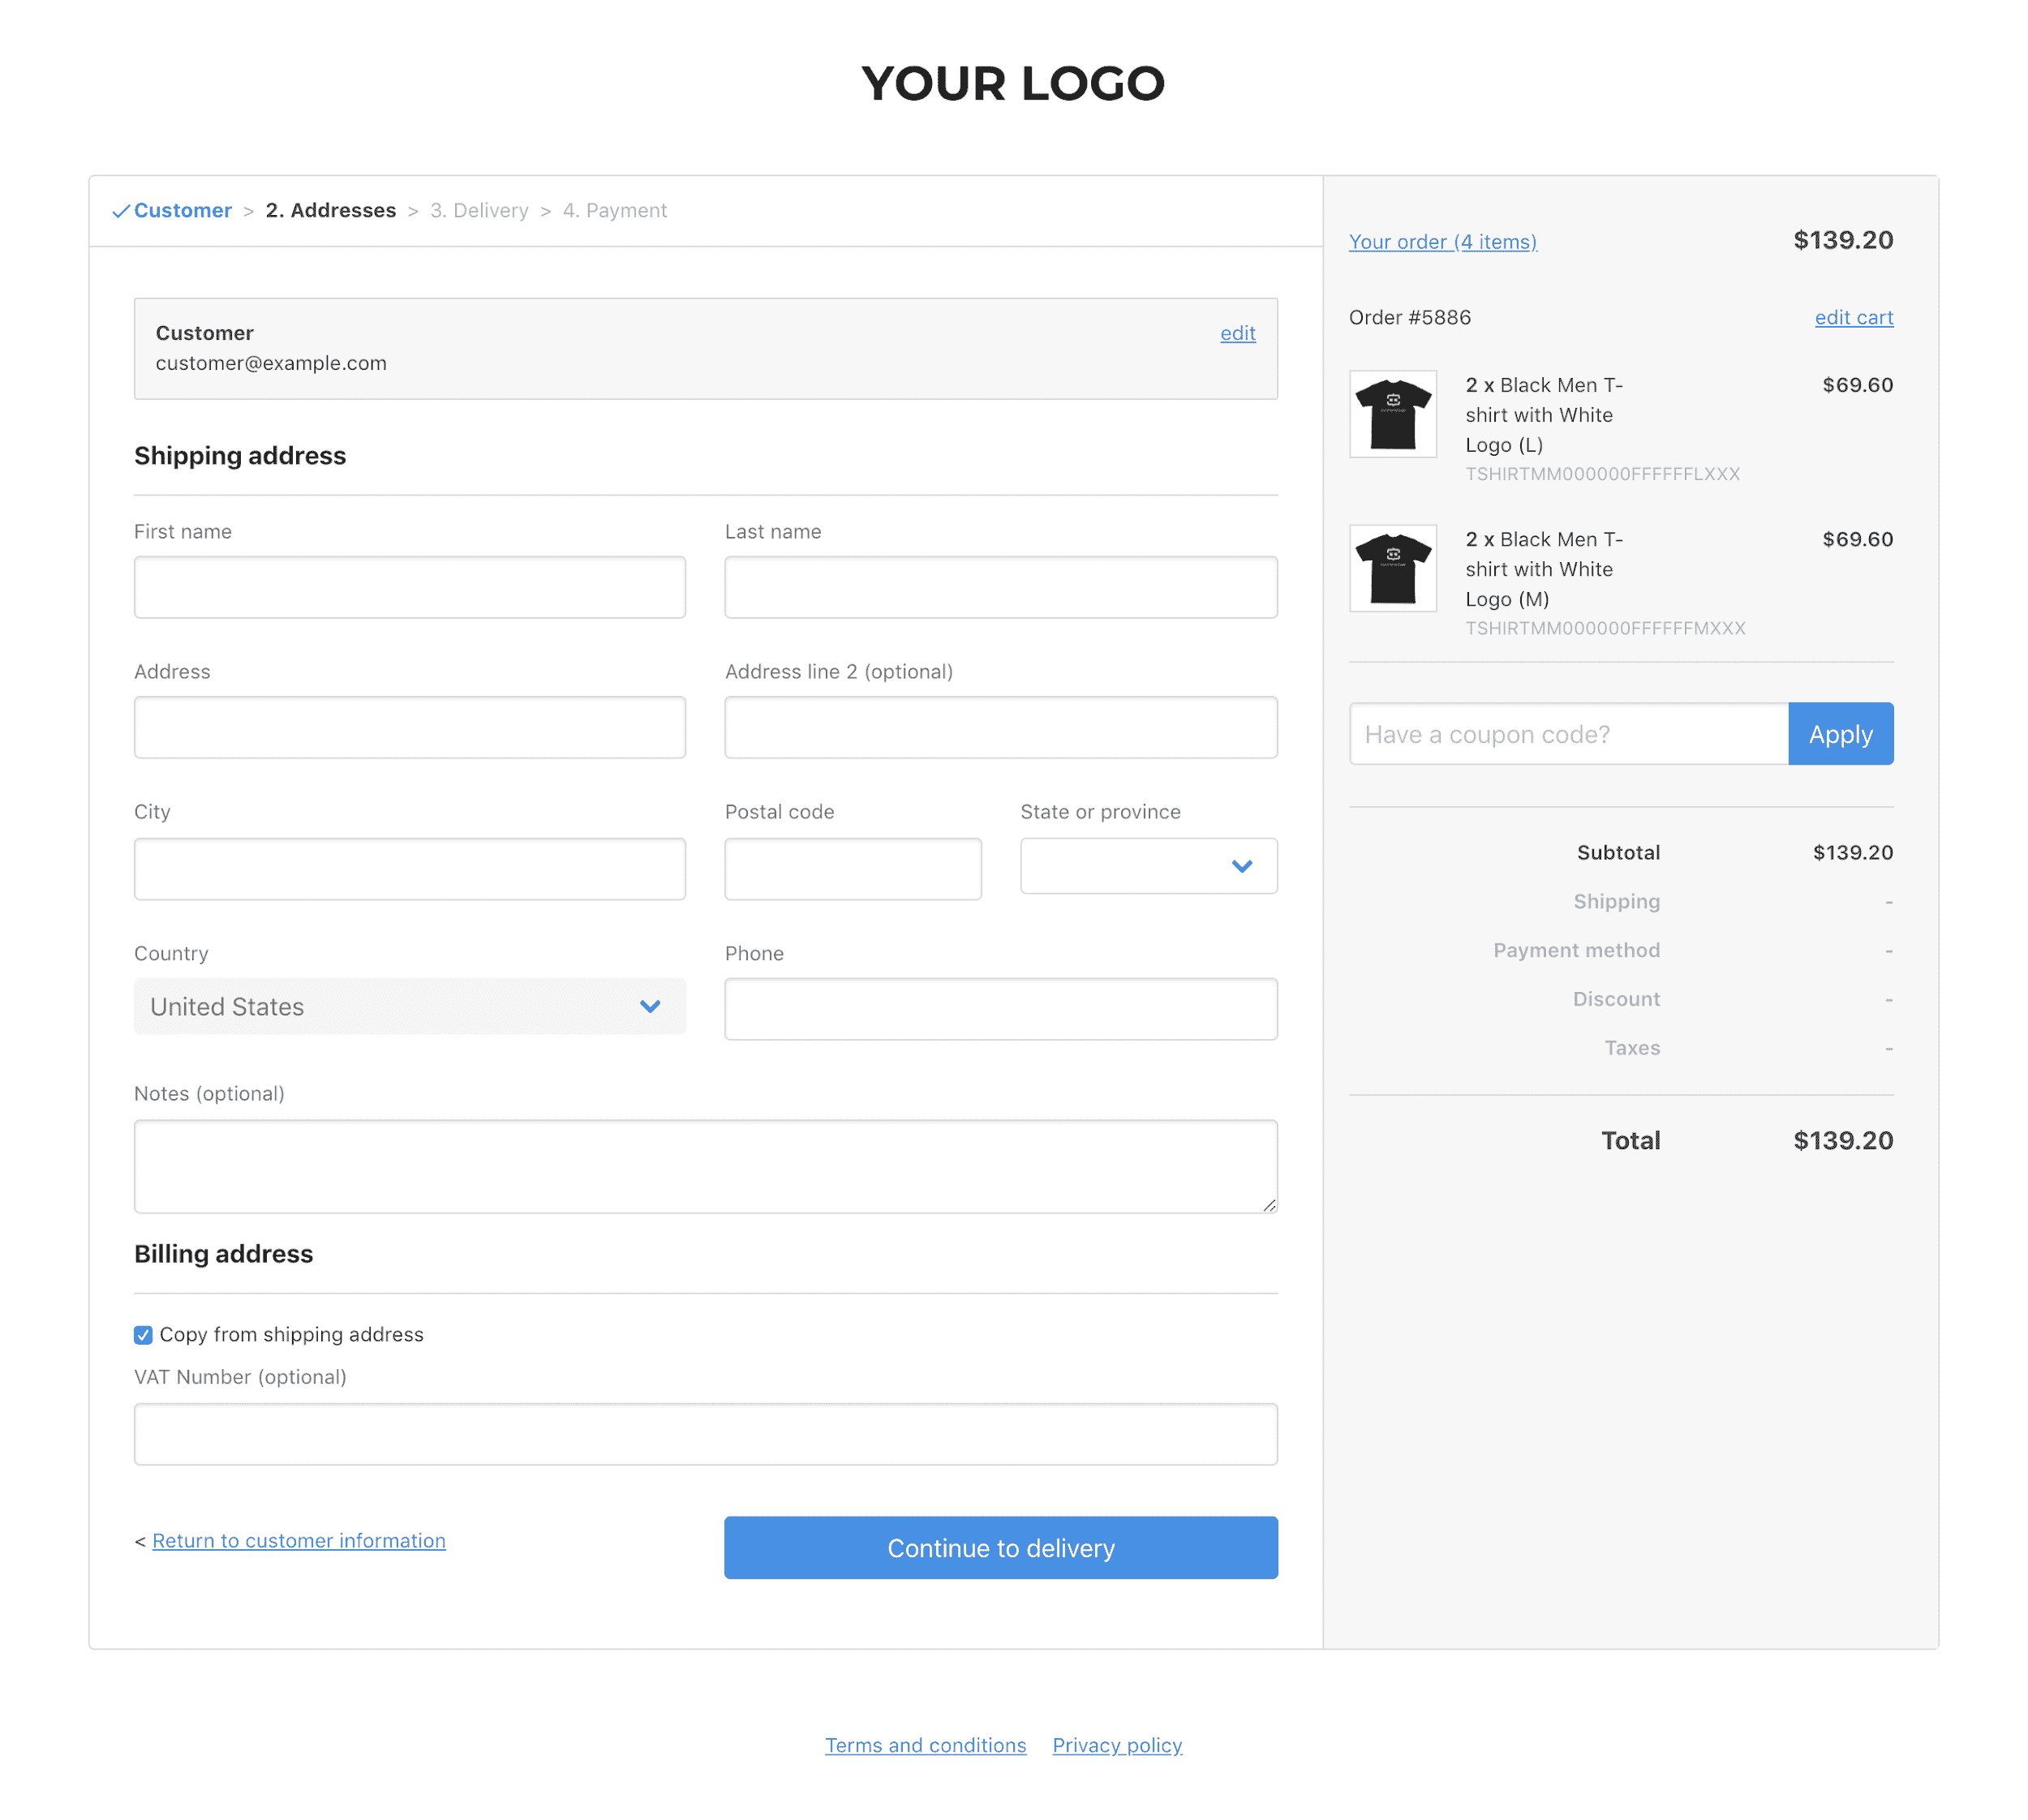 YOUR LOGO
Customer > 2. Addresses > 3. Delivery > 4. Payment
Customer
edit
customer@example.com
Shipping address
First name
Last name
Address
Address line 2 (optional)
City
Postal code
State or province
Country
Phone
United States
Notes (optional)
Billing address
Copy from shipping address
VAT Number (optional)
< Return to customer information
Continue to delivery
Your order (4 items)
$139.20
Order #5886
edit cart
2 x Black Men T-
$69.60
shirt with White
Logo (L)
TSHIRTMM000000FFFFFFLXXX
2 x Black Men T-
$69.60
shirt with White
Logo (M)
TSHIRTMM000000FFFFFFMXXX
Have a coupon code?
Apply
Subtotal $139.20
Shipping -
Payment method -
Discount -
Taxes -
Total $139.20
Terms and conditions
Privacy policy